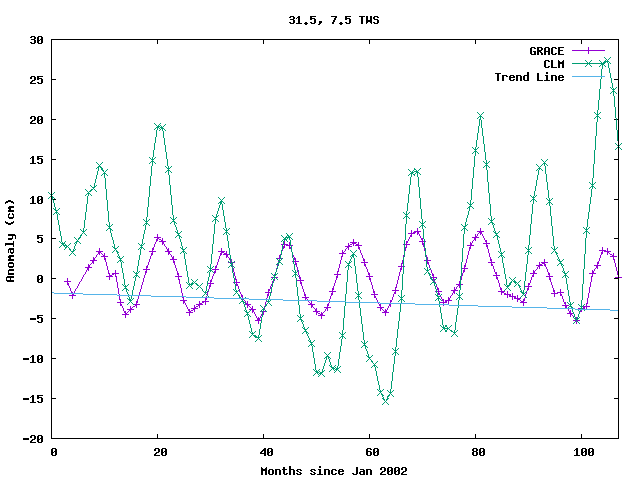 31.5, 7.5 TWS
GRACE
CLM
Trend Line
30
25
20
15
10
5
0
-5
-10
-15
-20
Anomaly (cm)
0 20 40 60 80 100
Months since Jan 2002